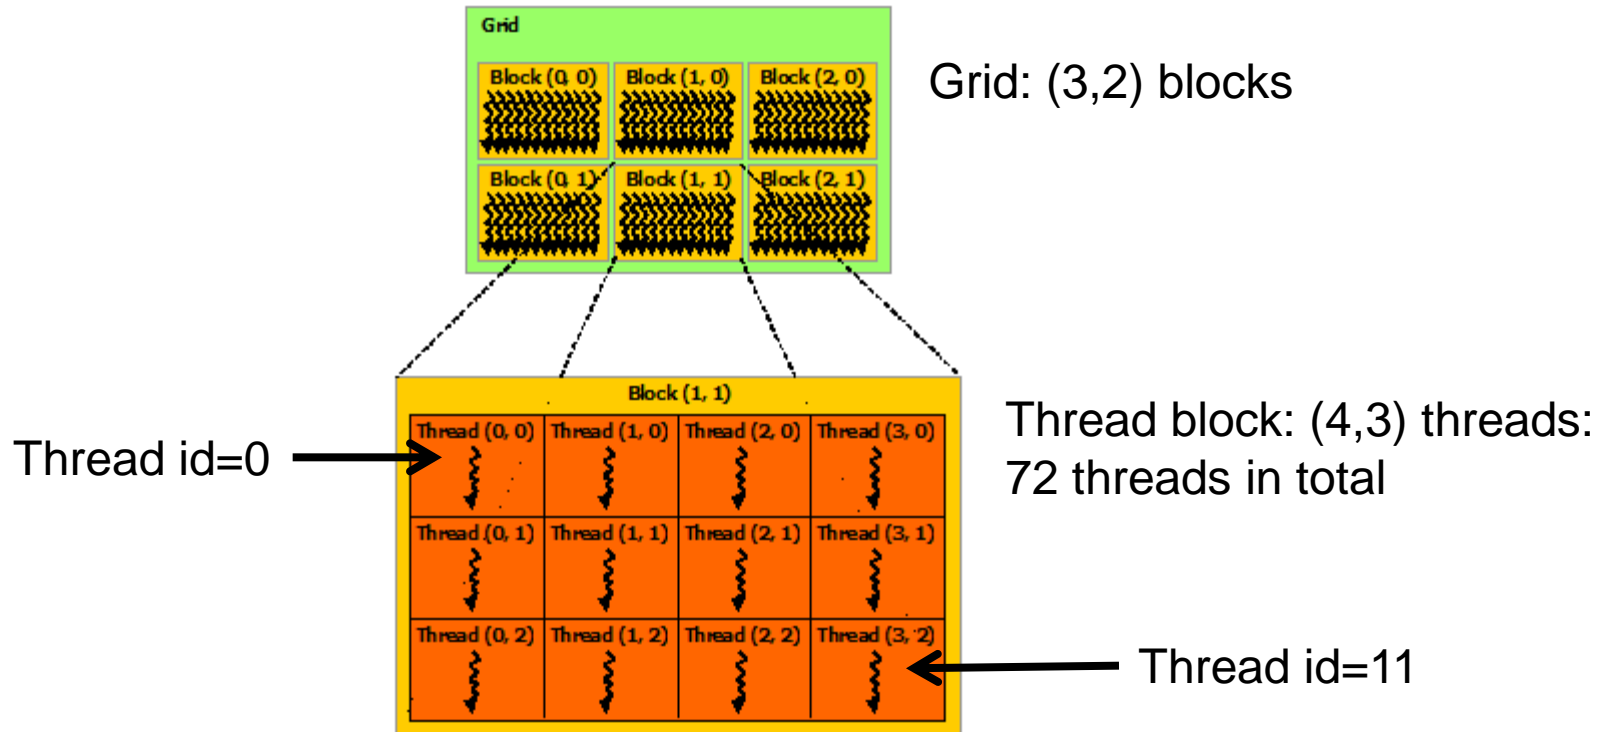 Grid
Block (0, 0) Block (1, 0) Block (2, 0)
Grid: (3,2) blocks
Block (0, 1) Block (1, 1) Block (2, 1)
Block (1, 1)
Thread (0, 0) Thread (1, 0) Thread (2, 0) Thread (3, 0)
Thread block: (4,3) threads:
72 threads in total
Thread id=0
Thread (0, 1) Thread (1, 1) Thread (2, 1) Thread (3, 1)
Thread (0, 2) Thread (1, 2) Thread (2, 2) Thread (3, 2)
Thread id=11